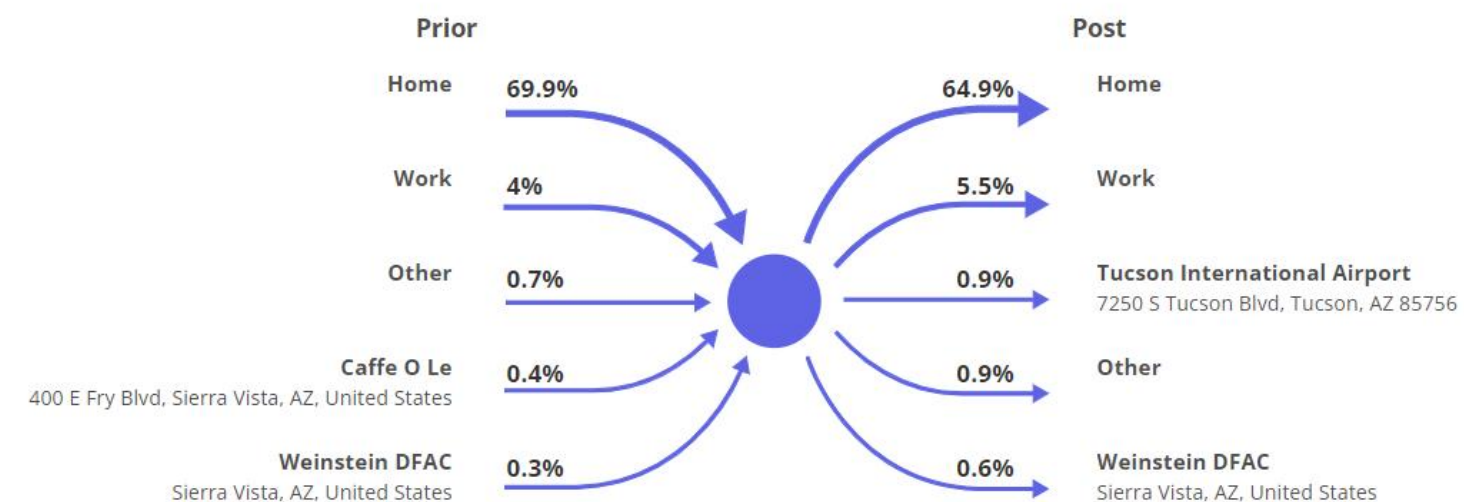 Prior
Post
Home
69.9%
64.9%
Home
Work
4%
5.5%
Work
Other
0.7%
0.9%
Tucson International Airport
7250 S Tucson Blvd, Tucson, AZ 85756
Caffe O Le
400 E Fry Blvd, Sierra Vista, AZ, United States
0.4%
0.9%
Other
Weinstein DFAC
Sierra Vista, AZ, United States
0.3%
0.6%
Weinstein DFAC
Sierra Vista, AZ, United States